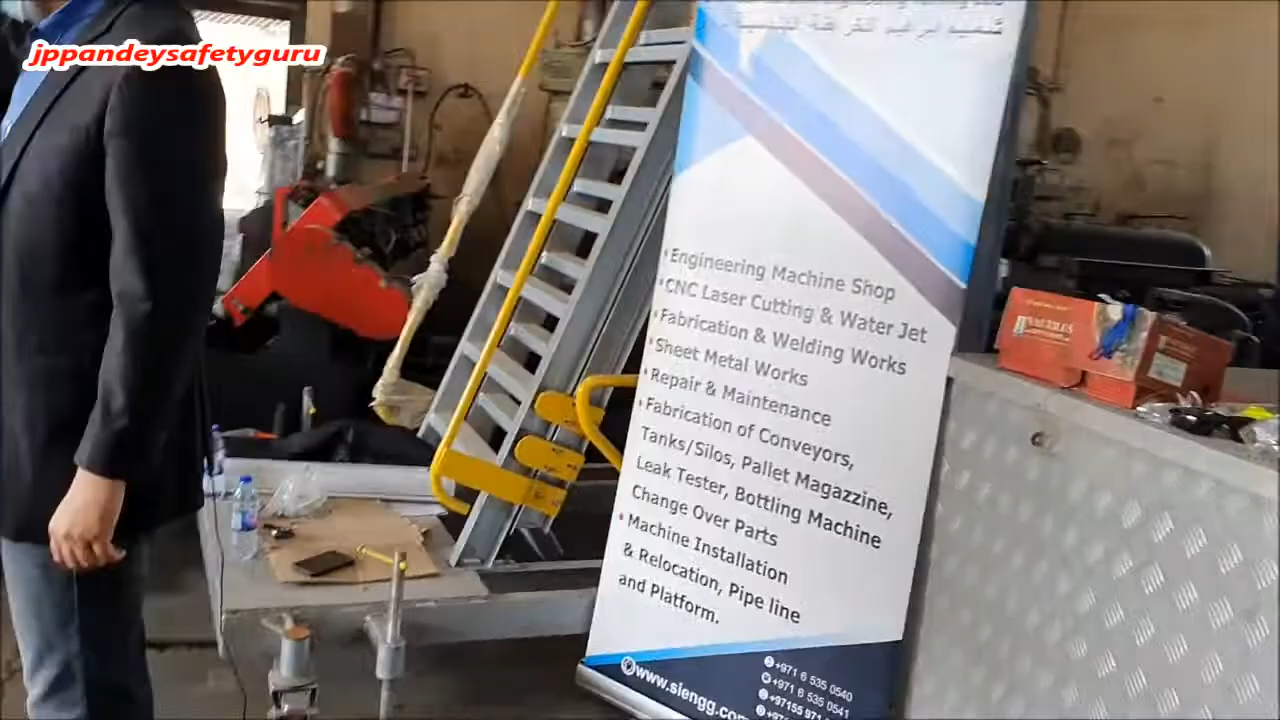 jppandeysafetyguru
• Engineering Machine Shop
• CNC Laser Cutting & Water Jet
• Fabrication & Welding Works
• Sheet Metal Works
• Repair & Maintenance
• Fabrication of Conveyors,
Tanks/Silos, Pallet Magazzine,
Leak Tester, Bottling Machine
Change Over Parts
• Machine Installation
& Relocation, Pipe line
and Platform.
www.siengg.com
+971 6 535 0540
+971 6 535 0541
+97155 971